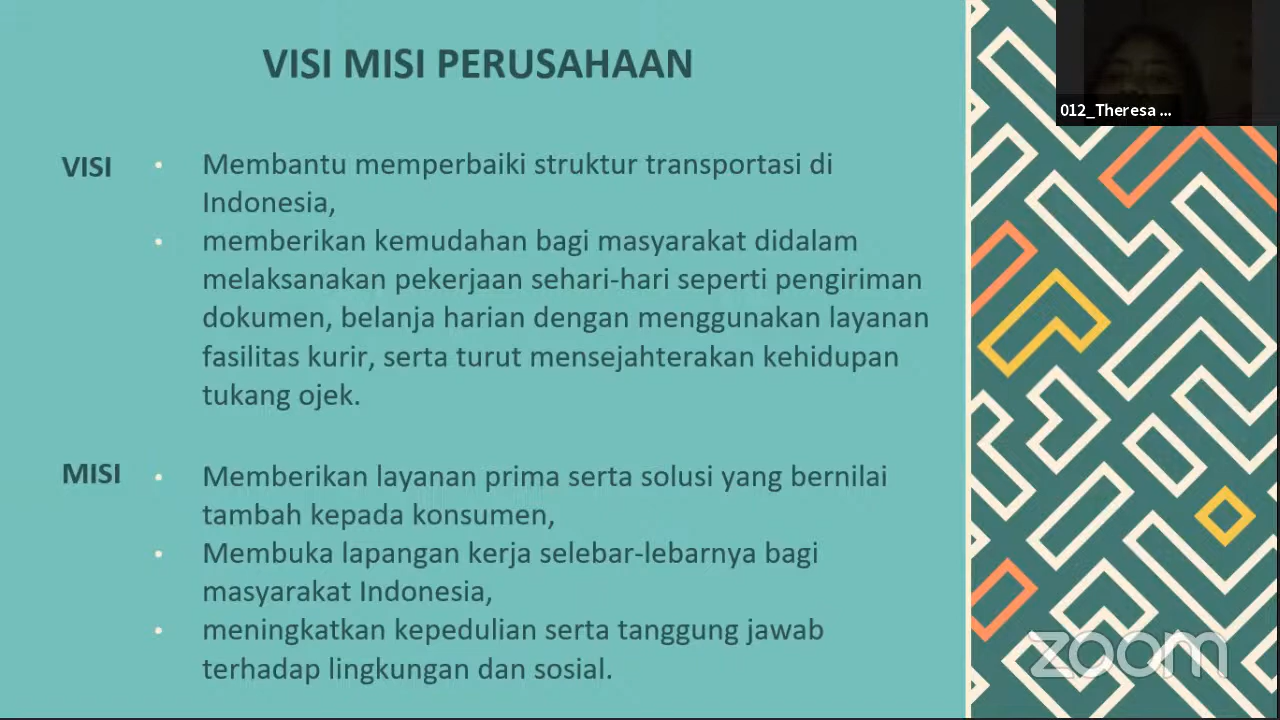 VISI MISI PERUSAHAAN
012_Theresa ...
VISI
• Membantu memperbaiki struktur transportasi di
Indonesia,
• memberikan kemudahan bagi masyarakat didalam
melaksanakan pekerjaan sehari-hari seperti pengiriman
dokumen, belanja harian dengan menggunakan layanan
fasilitas kurir, serta turut mensejahterakan kehidupan
tukang ojek.
MISI
• Memberikan layanan prima serta solusi yang bernilai
tambah kepada konsumen,
• Membuka lapangan kerja selebar-lebarnya bagi
masyarakat Indonesia,
• meningkatkan kepedulian serta tanggung jawab
terhadap lingkungan dan sosial.
zoom